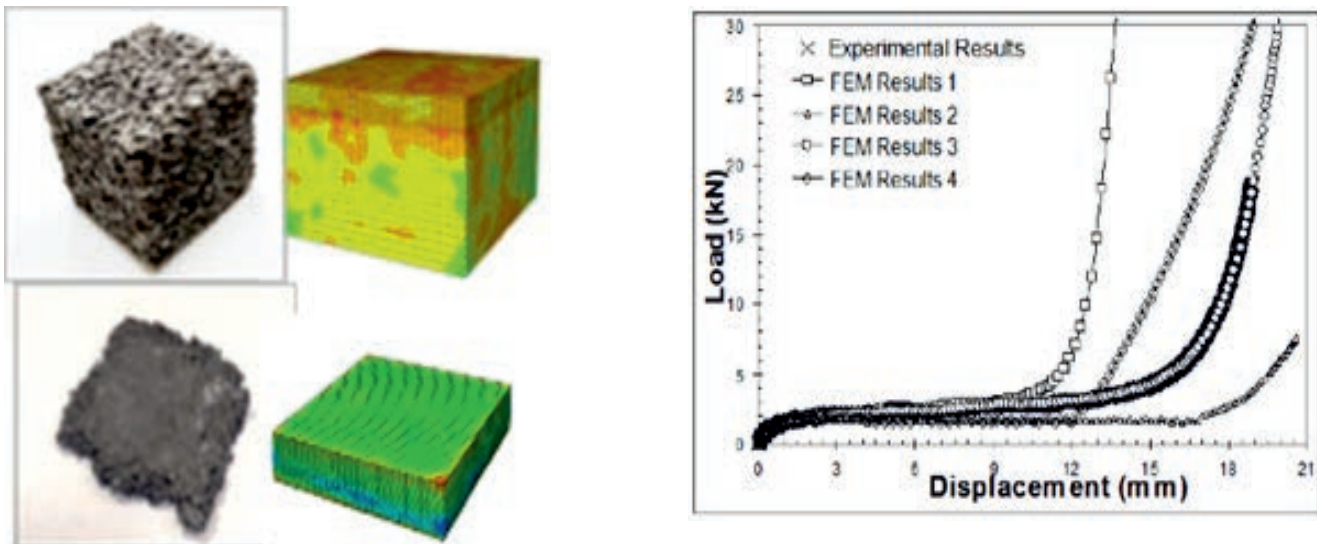 30
25
20
15
10
5
0
Load (kN)
× Experimental Results
FEM Results 1
FEM Results 2
FEM Results 3
FEM Results 4
0 3 6 9 12 15 18 21
Displacement (mm)